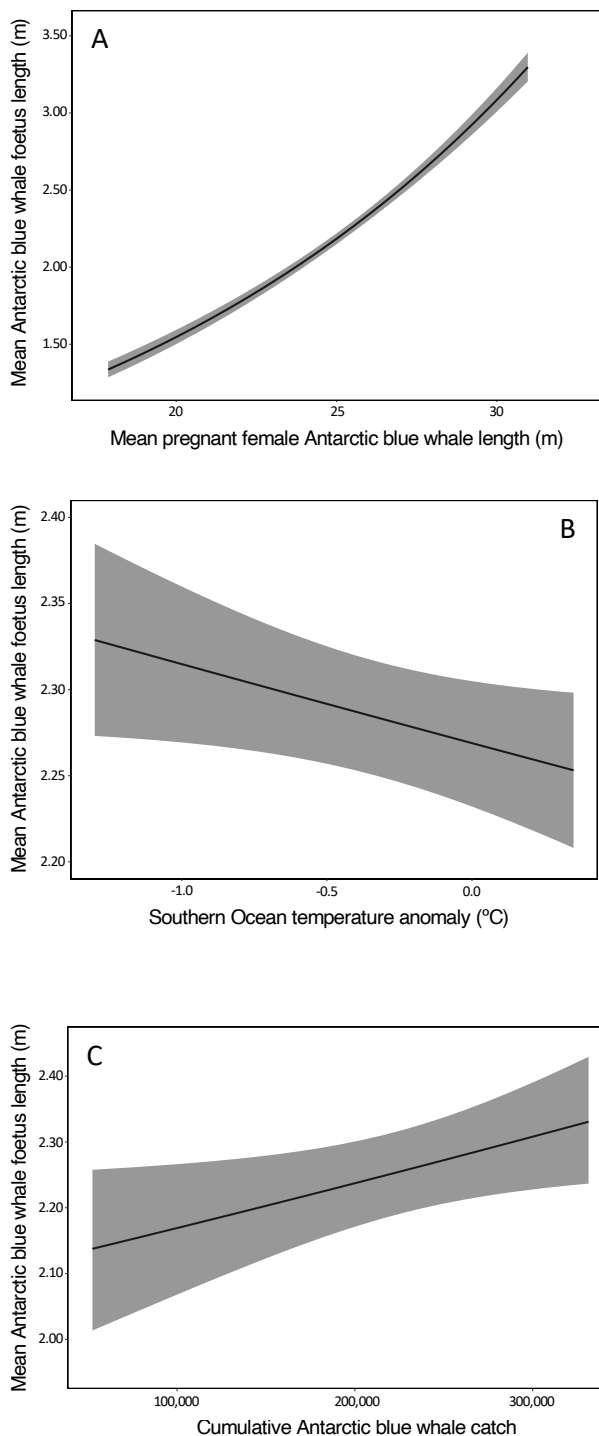 A
Mean Antarctic blue whale foetus length (m)
3.50
3.00
2.50
2.00
1.50
20 25 30
Mean pregnant female Antarctic blue whale length (m)
B
Mean Antarctic blue whale foetus length (m)
2.40
2.35
2.30
2.25
2.20
-1.0 -0.5 0.0
Southern Ocean temperature anomaly (ºC)
C
Mean Antarctic blue whale foetus length (m)
2.40
2.30
2.20
2.10
2.00
100,000 200,000 300,000
Cumulative Antarctic blue whale catch